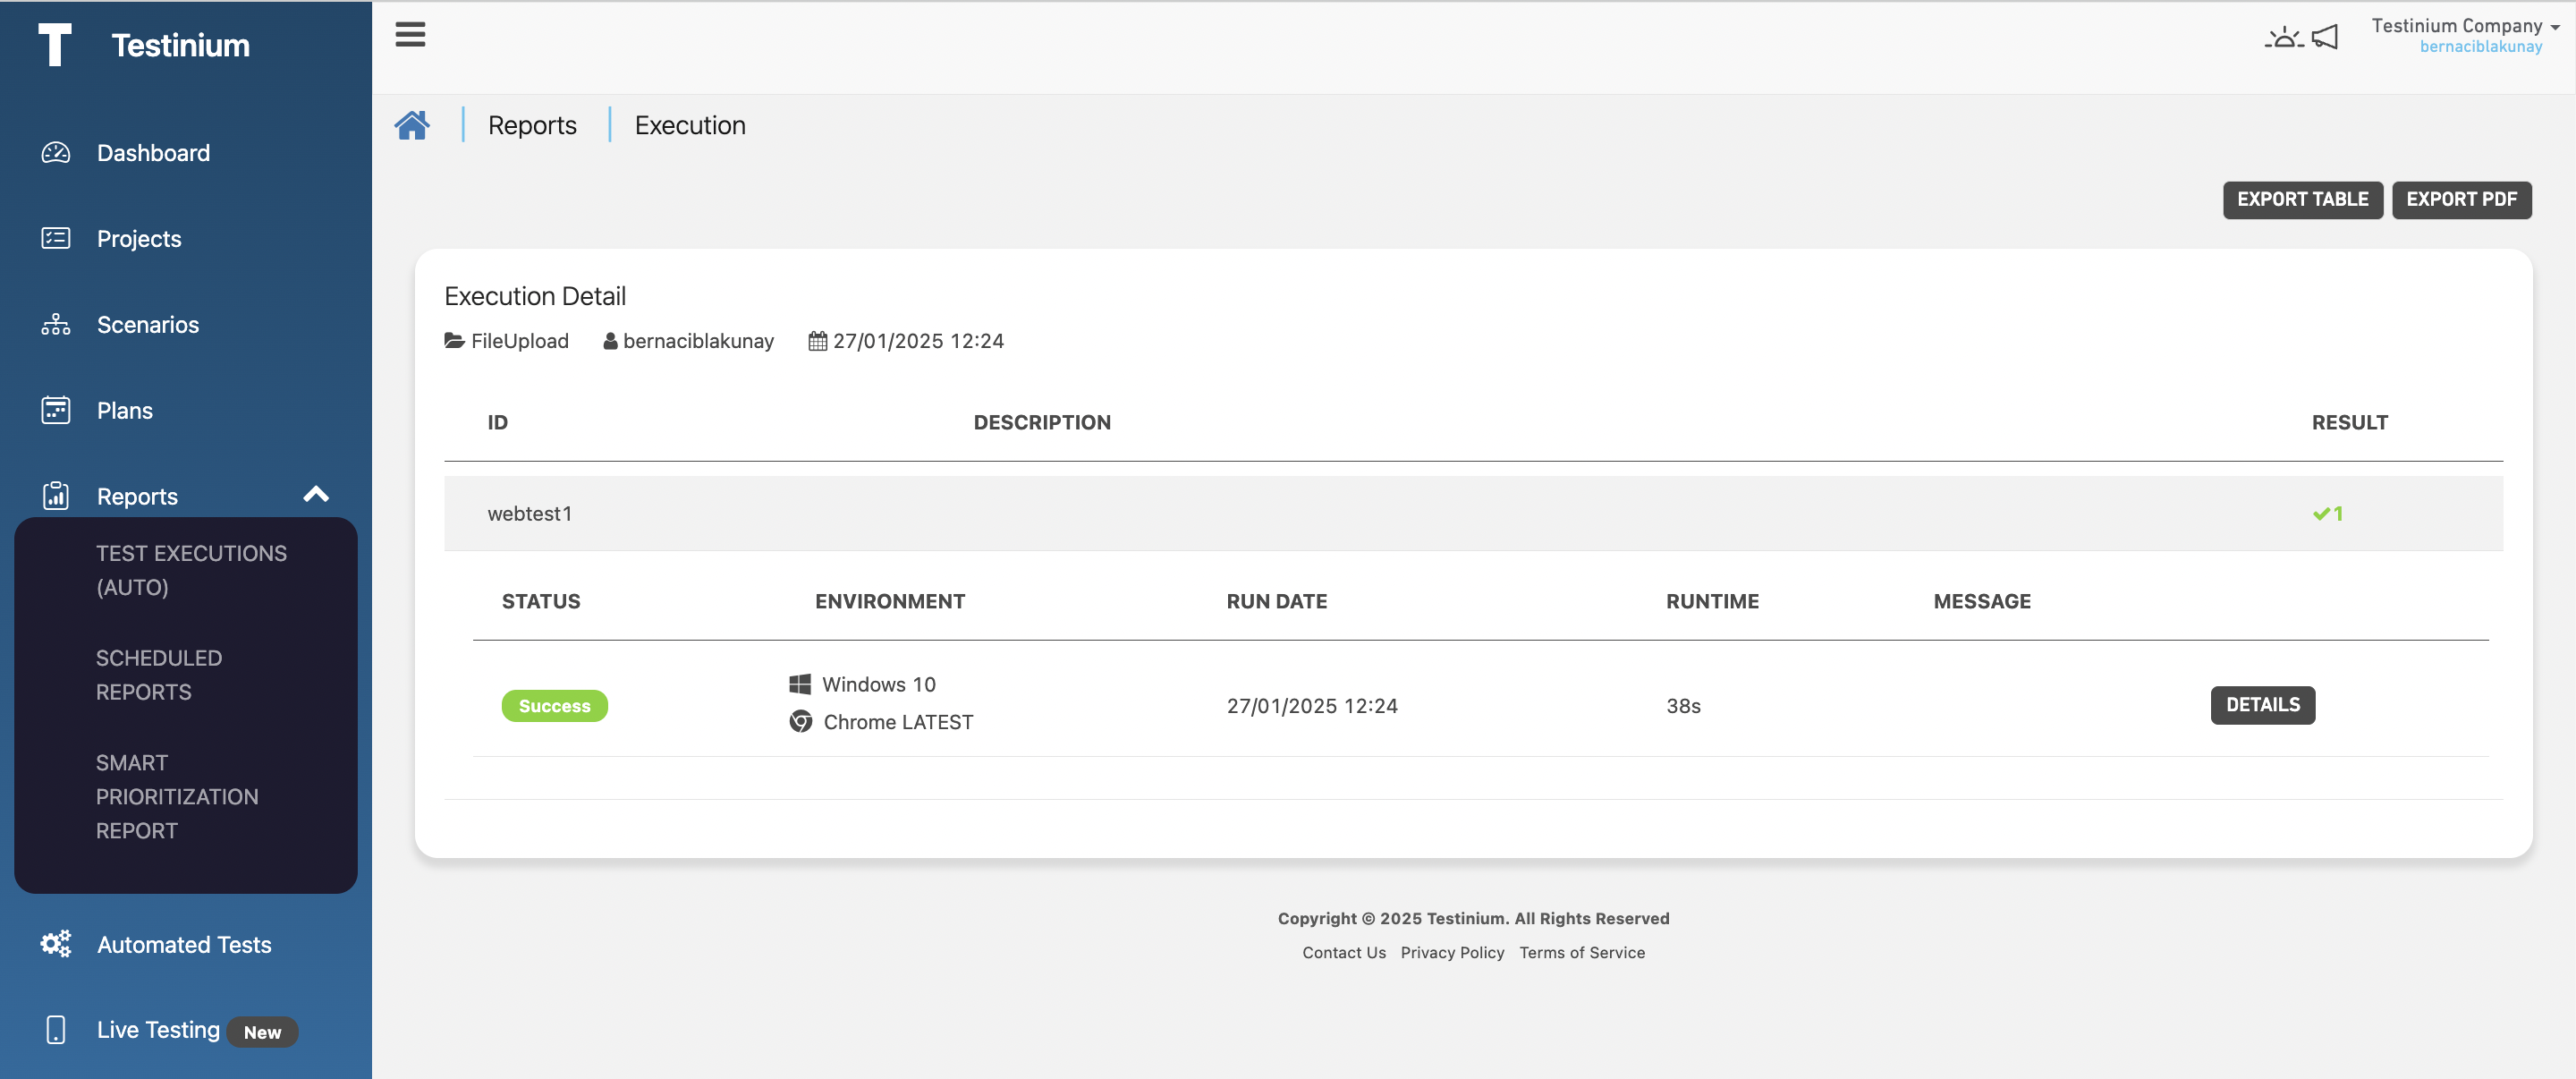 T Testinium
Testinium Company
bernaciblakunay
Dashboard
Projects
Scenarios
Plans
Reports
TEST EXECUTIONS
(AUTO)
SCHEDULED
REPORTS
SMART
PRIORITIZATION
REPORT
Automated Tests
Live Testing New
Reports Execution
EXPORT TABLE EXPORT PDF
Execution Detail
FileUpload bernaciblakunay 27/01/2025 12:24
ID DESCRIPTION RESULT
webtest1 1
STATUS ENVIRONMENT RUN DATE RUNTIME MESSAGE
Windows 10
Success 27/01/2025 12:24 38s DETAILS
Chrome LATEST
Copyright © 2025 Testinium. All Rights Reserved
Contact Us Privacy Policy Terms of Service